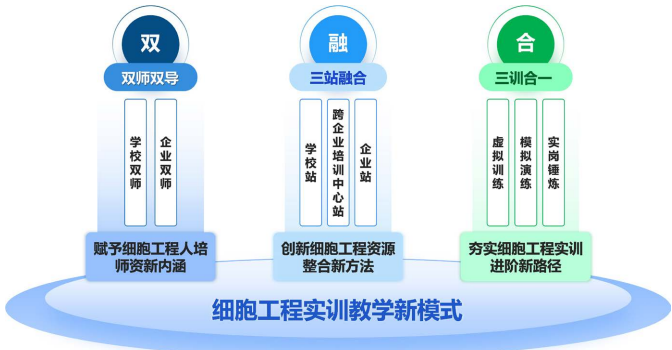 双
双师双导
学校双师
企业双师
赋予细胞工程人培
师资新内涵
融
三站融合
学校站
跨企业培训中心站
企业站
创新细胞工程资源
整合新方法
合
三训合一
虚拟训练
模拟演练
实岗锤炼
夯实细胞工程实训
进阶新路径
细胞工程实训教学新模式